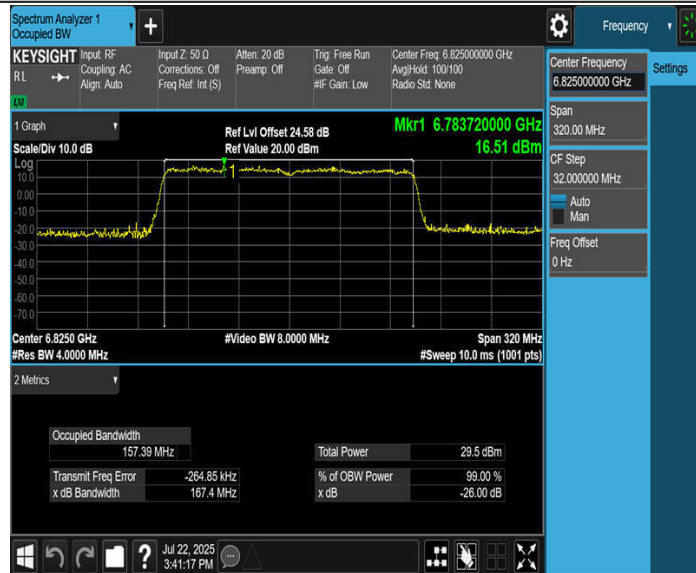 Spectrum Analyzer 1
Occupied BW
+
Frequency
KEYSIGHT
RL
LXI
Input: RF
Coupling: AC
Align: Auto
Input Z: 50 Ω
Corrections: Off
Freq Ref: Int (S)
Atten: 20 dB
Preamp: Off
Trig: Free Run
Gate: Off
#IF Gain: Low
Center Freq: 6.825000000 GHz
Avg|Hold: 100/100
Radio Std: None
Center Frequency
6.825000000 GHz
Settings
Span
320.00 MHz
CF Step
32.000000 MHz
Auto
Man
Freq Offset
0 Hz
1 Graph
Scale/Div 10.0 dB
Ref Lvl Offset 24.58 dB
Ref Value 20.00 dBm
Mkr1 6.783720000 GHz
16.51 dBm
Log
10.0
0.00
-10.0
-20.0
-30.0
-40.0
-50.0
-60.0
-70.0
1
Center 6.8250 GHz
#Res BW 4.0000 MHz
#Video BW 8.0000 MHz
Span 320 MHz
#Sweep 10.0 ms (1001 pts)
2 Metrics
Occupied Bandwidth
157.39 MHz
Total Power 29.5 dBm
Transmit Freq Error -264.85 kHz
% of OBW Power 99.00 %
x dB Bandwidth 167.4 MHz
x dB -26.00 dB
?
Jul 22, 2025
3:41:17 PM